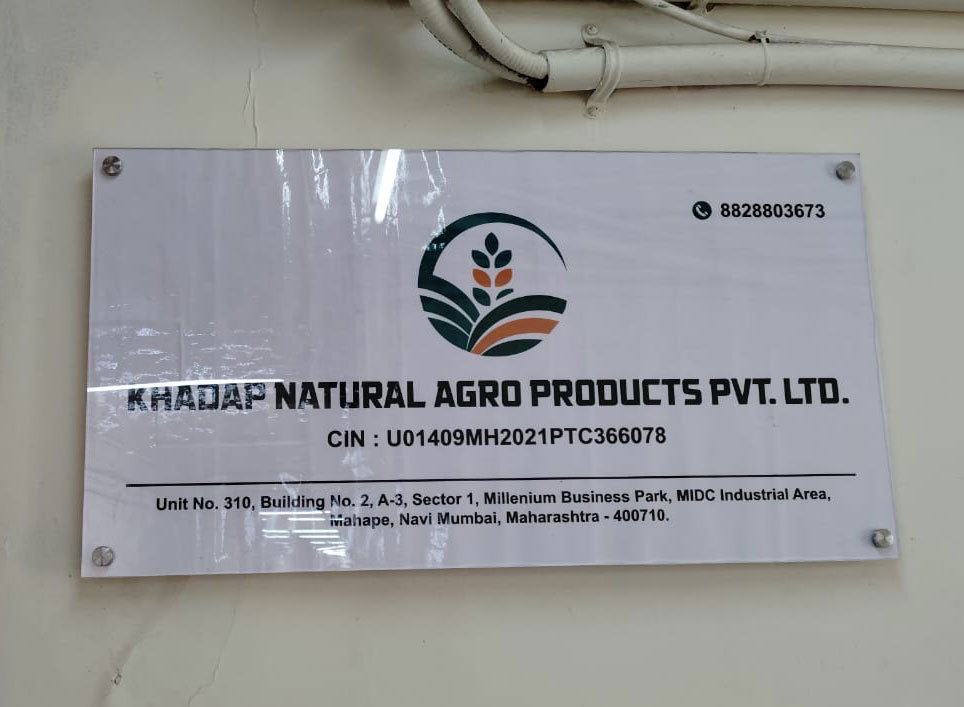 8828803673
KHADAP NATURAL AGRO PRODUCTS PVT. LTD.
CIN : U01409MH2021PTC366078
Unit No. 310, Building No. 2, A-3, Sector 1, Millenium Business Park, MIDC Industrial Area,
Mahape, Navi Mumbai, Maharashtra - 400710.